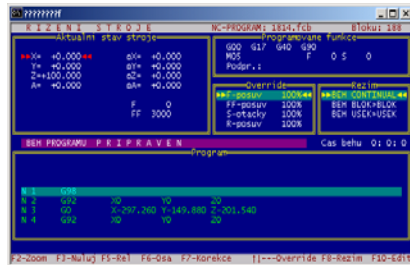 ????????f
RIZENI STROJE NC-PROGRAM: 1814.fcb Bloku: 188
Aktualni stav stroje
Programovane funkce
X= +0.000 oX= +0.000
Y= +0.000 oY= +0.000
Z=+100.000 oZ= +0.000
A= +0.000 oA= +0.000
F 0
FF 3000
G00 G17 G40 G90
M05 F 0 S 0
Podpr.:
Override
F-posuv 100%
FF-posuv 100%
S-otacky 100%
R-posuv 100%
Rezim
BEH CONTINUAL
BEH BLOK>BLOK
BEH USEK>USEK
BEH PROGRAMU PRIPRAVEN Cas behu 0: 0: 0
Program
N 1 G98
N 2 G92 X0 Y0 Z0
N 3 G0 X-297.260 Y-149.880 Z-201.540
N 4 G92 X0 Y0 Z0
F2-Zoom F3-Nuluj F5-Rel F6-Osa F7-Korekce ↑|---Override F8-Rezim F10-Edit